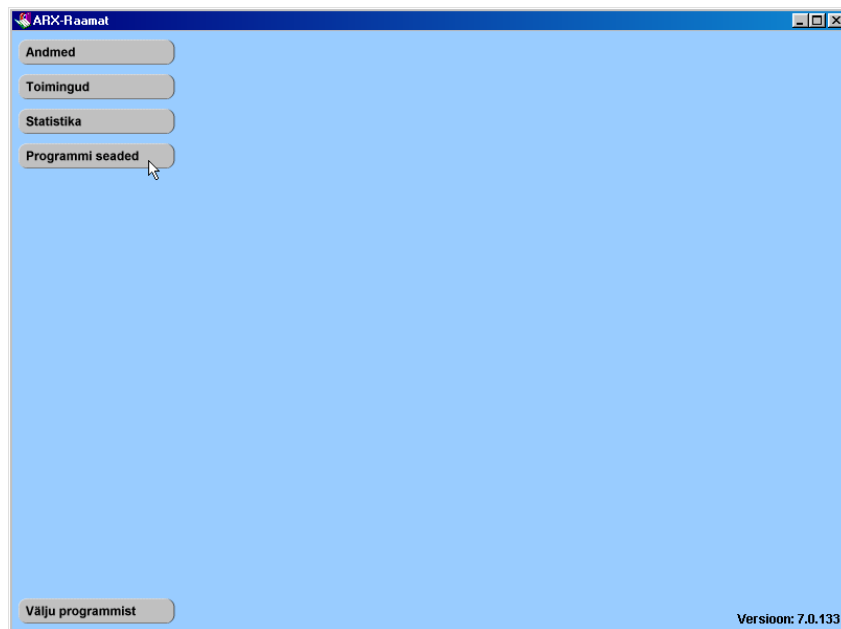 ARX-Raamat
Andmed
Toimingud
Statistika
Programmi seaded
Välju programmist
Versioon: 7.0.133